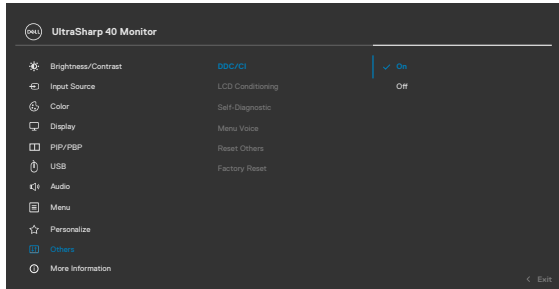 DELL UltraSharp 40 Monitor
Brightness/Contrast DDC/CI On
Input Source LCD Conditioning Off
Color Self-Diagnostic
Display Menu Voice
PIP/PBP Reset Others
USB Factory Reset
Audio
Menu
Personalize
Others
More Information
< Exit